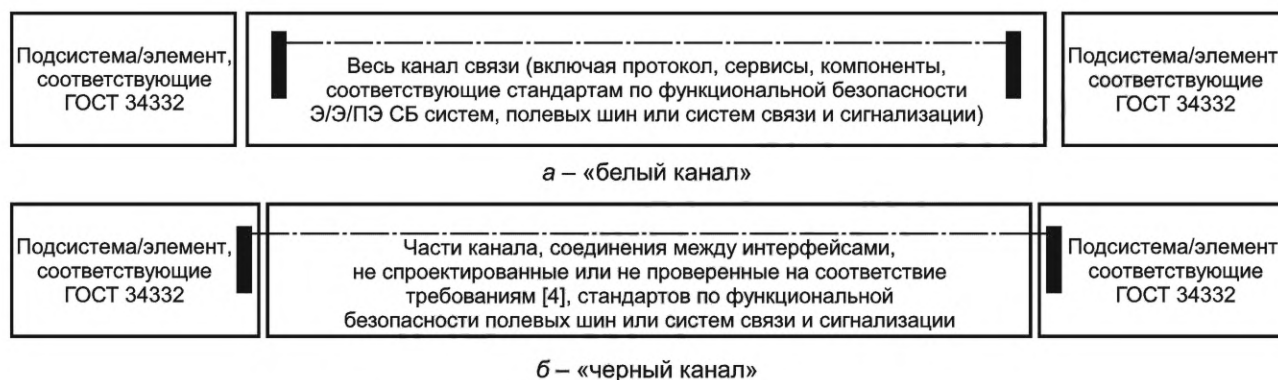 Подсистема/элемент,
соответствующие
ГОСТ 34332
Весь канал связи (включая протокол, сервисы, компоненты,
соответствующие стандартам по функциональной безопасности
Э/Э/ПЭ СБ систем, полевых шин или систем связи и сигнализации)
Подсистема/элемент
соответствующие
ГОСТ 34332
а – «белый канал»
Подсистема/элемент,
соответствующие
ГОСТ 34332
Части канала, соединения между интерфейсами,
не спроектированные или не проверенные на соответствие
требованиям [4], стандартов по функциональной
безопасности полевых шин или систем связи и сигнализации
Подсистема/элемент
соответствующие
ГОСТ 34332
б – «черный канал»